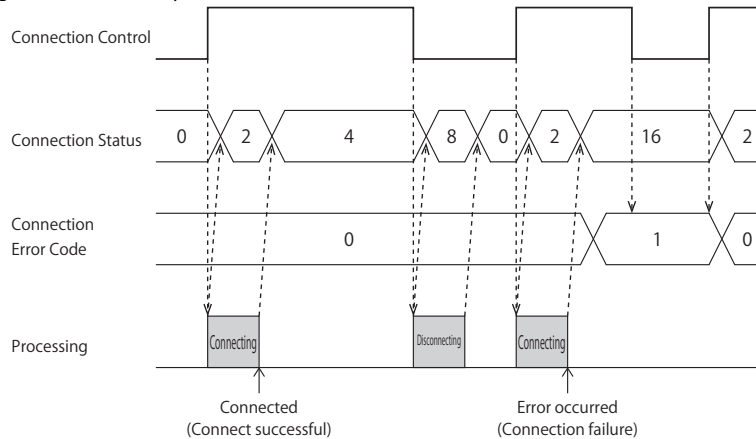 Connection Control
Connection Status 0 2 4 8 0 2 16 2
Connection
Error Code 0 1 0
Processing Connecting Disconnecting Connecting
Connected Error occurred
(Connect successful) (Connection failure)